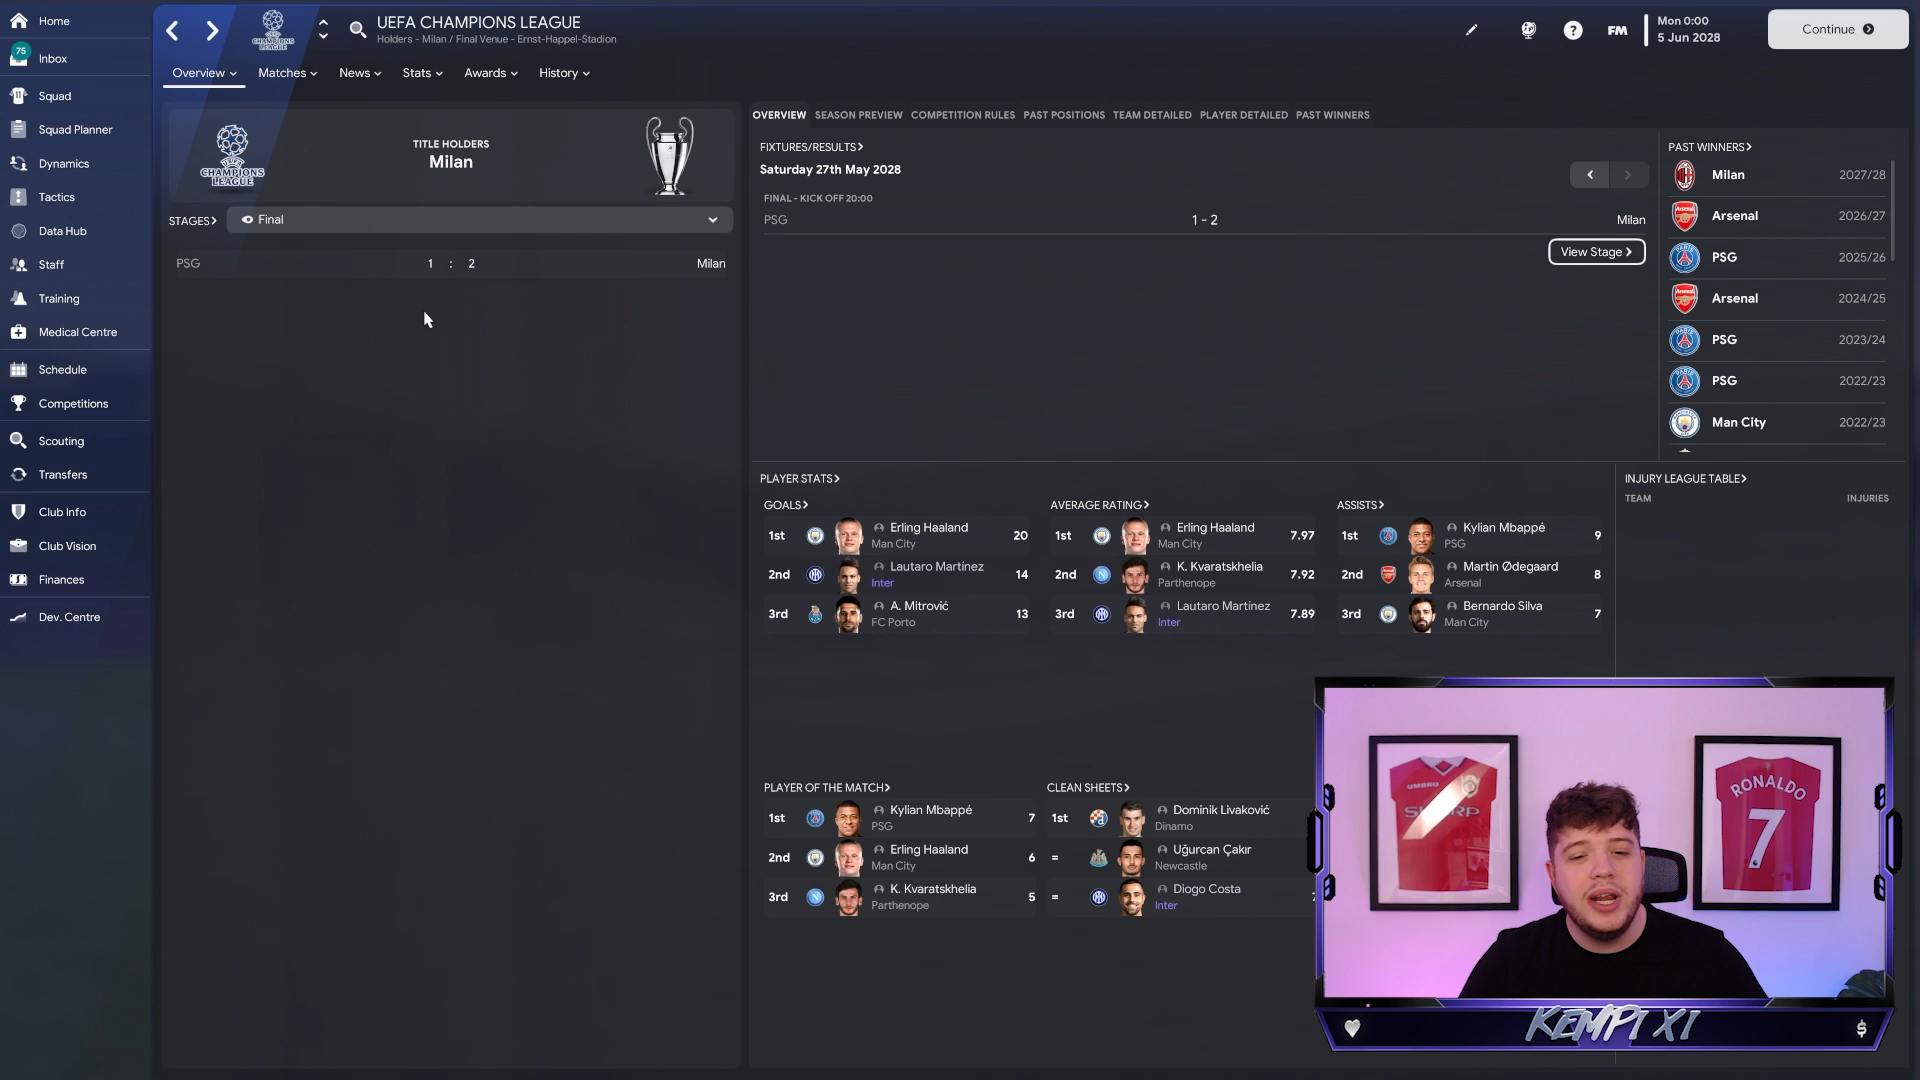 Home
75
Inbox
Squad
Squad Planner
Dynamics
Tactics
Data Hub
Staff
Training
Medical Centre
Schedule
Competitions
Scouting
Transfers
Club Info
Club Vision
Finances
Dev. Centre
UEFA CHAMPIONS LEAGUE
Holders - Milan / Final Venue - Ernst-Happel-Stadion
CHAMPIONS LEAGUE
FM
Mon 0:00
5 Jun 2028
Continue
Overview
Matches
News
Stats
Awards
History
CHAMPIONS LEAGUE
TITLE HOLDERS
Milan
STAGES
Final
PSG 1 : 2 Milan
OVERVIEW SEASON PREVIEW COMPETITION RULES PAST POSITIONS TEAM DETAILED PLAYER DETAILED PAST WINNERS
FIXTURES/RESULTS
Saturday 27th May 2028
FINAL - KICK OFF 20:00
PSG 1 - 2 Milan
View Stage
PAST WINNERS
Milan 2027/28
Arsenal 2026/27
PSG 2025/26
Arsenal 2024/25
PSG 2023/24
PSG 2022/23
Man City 2022/23
PLAYER STATS
GOALS
1st Erling Haaland 20
Man City
2nd Lautaro Martínez 14
Inter
3rd A. Mitrović 13
FC Porto
AVERAGE RATING
1st Erling Haaland 7.97
Man City
2nd K. Kvaratskhelia 7.92
Parthenope
3rd Lautaro Martínez 7.89
Inter
ASSISTS
1st Kylian Mbappé 9
PSG
2nd Martin Ødegaard 8
Arsenal
3rd Bernardo Silva 7
Man City
INJURY LEAGUE TABLE
TEAM INJURIES
PLAYER OF THE MATCH
1st Kylian Mbappé 7
PSG
2nd Erling Haaland 6
Man City
3rd K. Kvaratskhelia 5
Parthenope
CLEAN SHEETS
1st Dominik Livaković
Dinamo
= Uğurcan Çakır
Newcastle
= Diogo Costa
Inter
UMBRO
SHARP
RONALDO
7
KEMPI XI
$